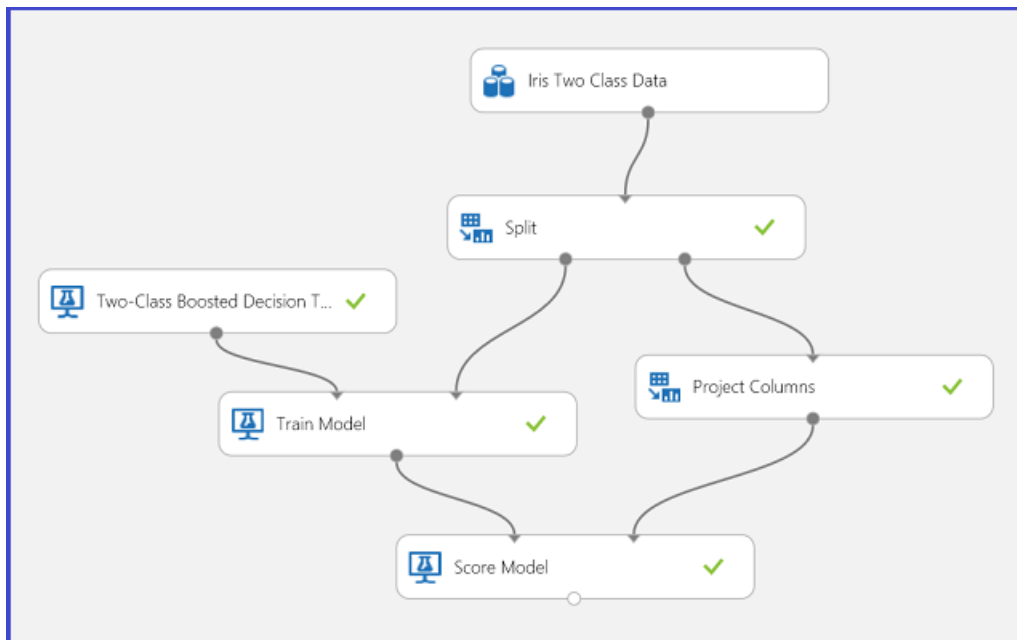 Iris Two Class Data
Split
Two-Class Boosted Decision T...
Project Columns
Train Model
Score Model